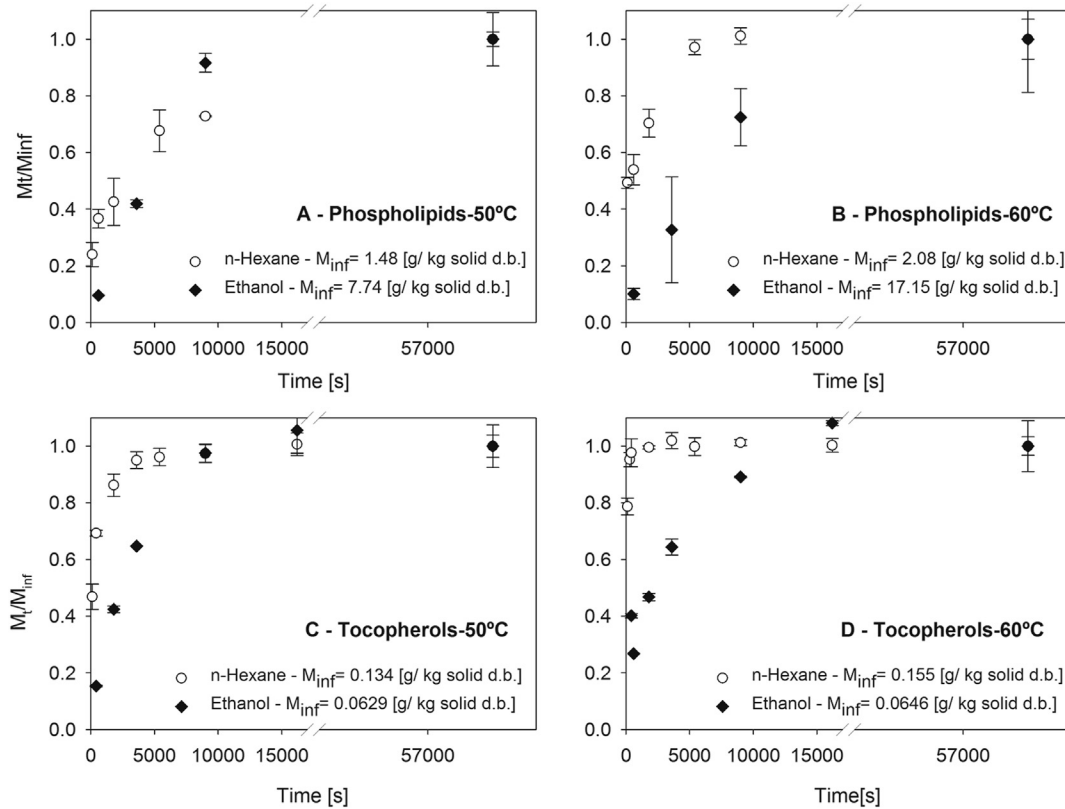 1.0
0.8
0.6
0.4
0.2
0.0
Mt/Minf
A - Phospholipids-50ºC
n-Hexane - Minf= 1.48 [g/ kg solid d.b.]
Ethanol - Minf= 7.74 [g/ kg solid d.b.]
0 5000 10000 15000 57000
Time [s]
1.0
0.8
0.6
0.4
0.2
0.0
B - Phospholipids-60ºC
n-Hexane - Minf= 2.08 [g/ kg solid d.b.]
Ethanol - Minf= 17.15 [g/ kg solid d.b.]
0 5000 10000 15000 57000
Time [s]
1.0
0.8
0.6
0.4
0.2
0.0
Mt/Minf
C - Tocopherols-50ºC
n-Hexane - Minf= 0.134 [g/ kg solid d.b.]
Ethanol - Minf= 0.0629 [g/ kg solid d.b.]
0 5000 10000 15000 57000
Time [s]
1.0
0.8
0.6
0.4
0.2
0.0
D - Tocopherols-60ºC
n-Hexane - Minf= 0.155 [g/ kg solid d.b.]
Ethanol - Minf= 0.0646 [g/ kg solid d.b.]
0 5000 10000 15000 57000
Time [s]